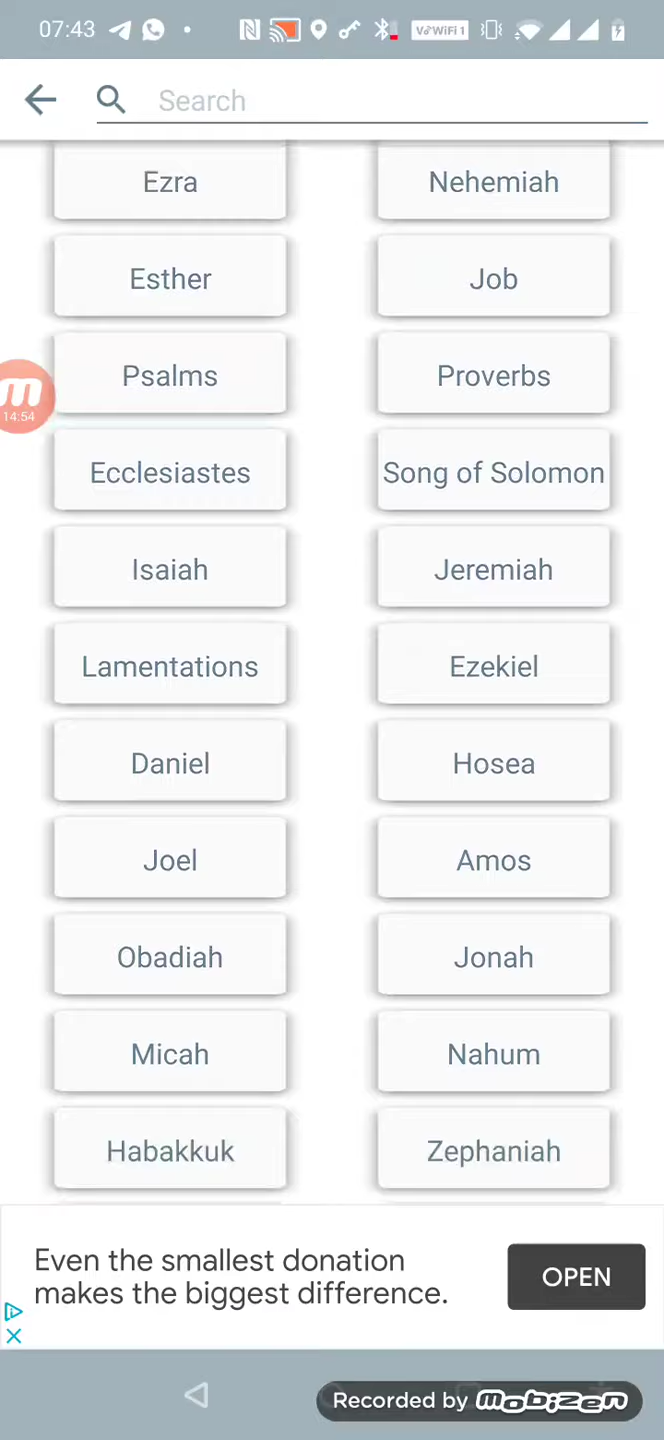 07:43
VoWiFi 1
Search
Ezra
Nehemiah
Esther
Job
Psalms
Proverbs
m
14:54
Ecclesiastes
Song of Solomon
Isaiah
Jeremiah
Lamentations
Ezekiel
Daniel
Hosea
Joel
Amos
Obadiah
Jonah
Micah
Nahum
Habakkuk
Zephaniah
Even the smallest donation
makes the biggest difference.
OPEN
Recorded by mobizen